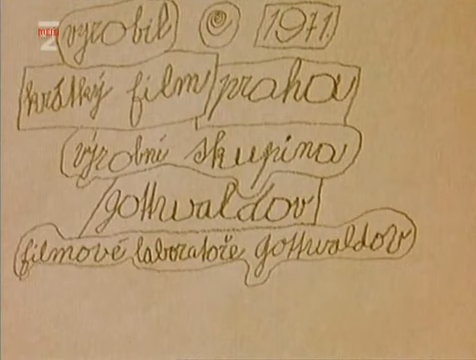 vyrobil © 1971
krátký film praha
výrobní skupina
gottwaldov
filmové laboratoře gottwaldov